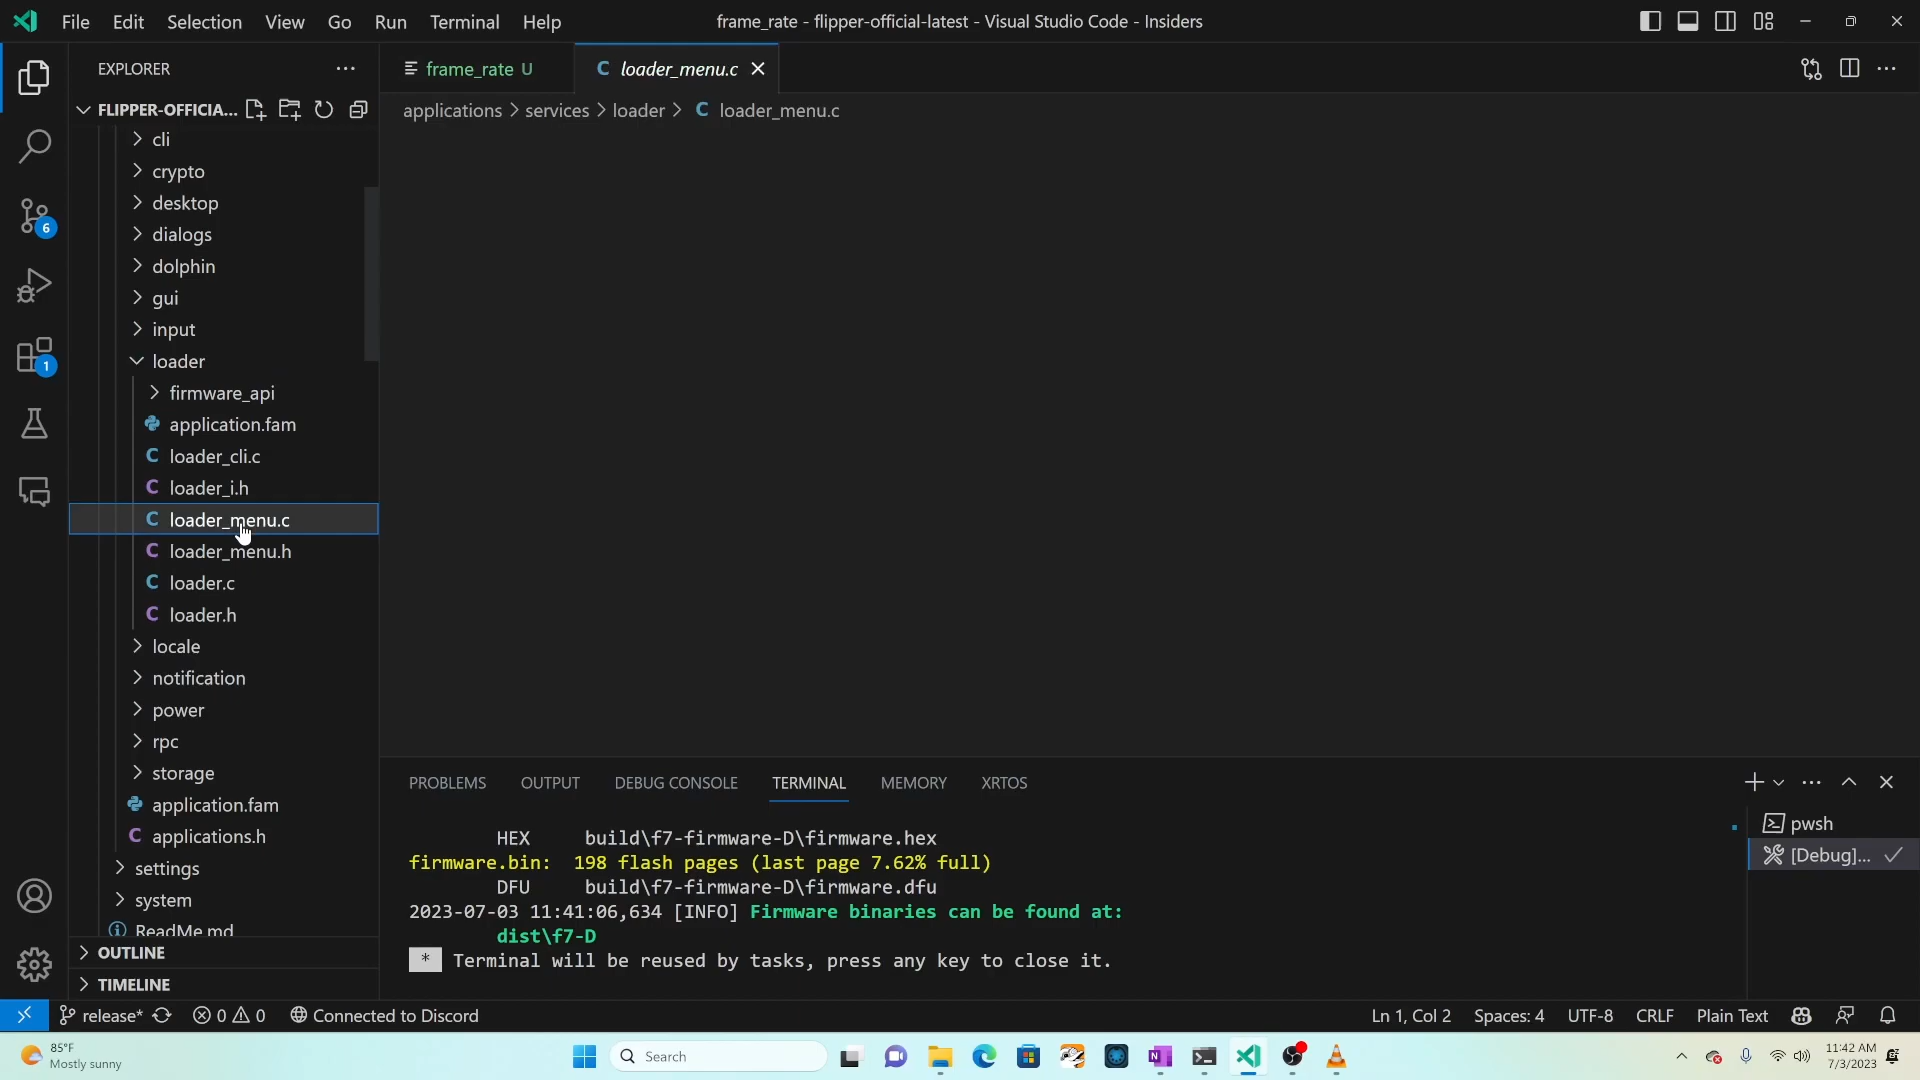 File Edit Selection View Go Run Terminal Help
frame_rate - flipper-official-latest - Visual Studio Code - Insiders
EXPLORER
FLIPPER-OFFICIA...
cli
crypto
desktop
dialogs
dolphin
gui
input
loader
firmware_api
application.fam
loader_cli.c
loader_i.h
loader_menu.c
loader_menu.h
loader.c
loader.h
locale
notification
power
rpc
storage
application.fam
applications.h
settings
system
ReadMe.md
OUTLINE
TIMELINE
6
1
frame_rate U
C loader_menu.c
applications > services > loader > C loader_menu.c
PROBLEMS OUTPUT DEBUG CONSOLE TERMINAL MEMORY XRTOS
HEX build\f7-firmware-D\firmware.hex
firmware.bin: 198 flash pages (last page 7.62% full)
DFU build\f7-firmware-D\firmware.dfu
2023-07-03 11:41:06,634 [INFO] Firmware binaries can be found at:
dist\f7-D
* Terminal will be reused by tasks, press any key to close it.
pwsh
[Debug]...
release* 0 0 Connected to Discord
Ln 1, Col 2 Spaces: 4 UTF-8 CRLF Plain Text
85°F
Mostly sunny
Search
11:42 AM
7/3/2023